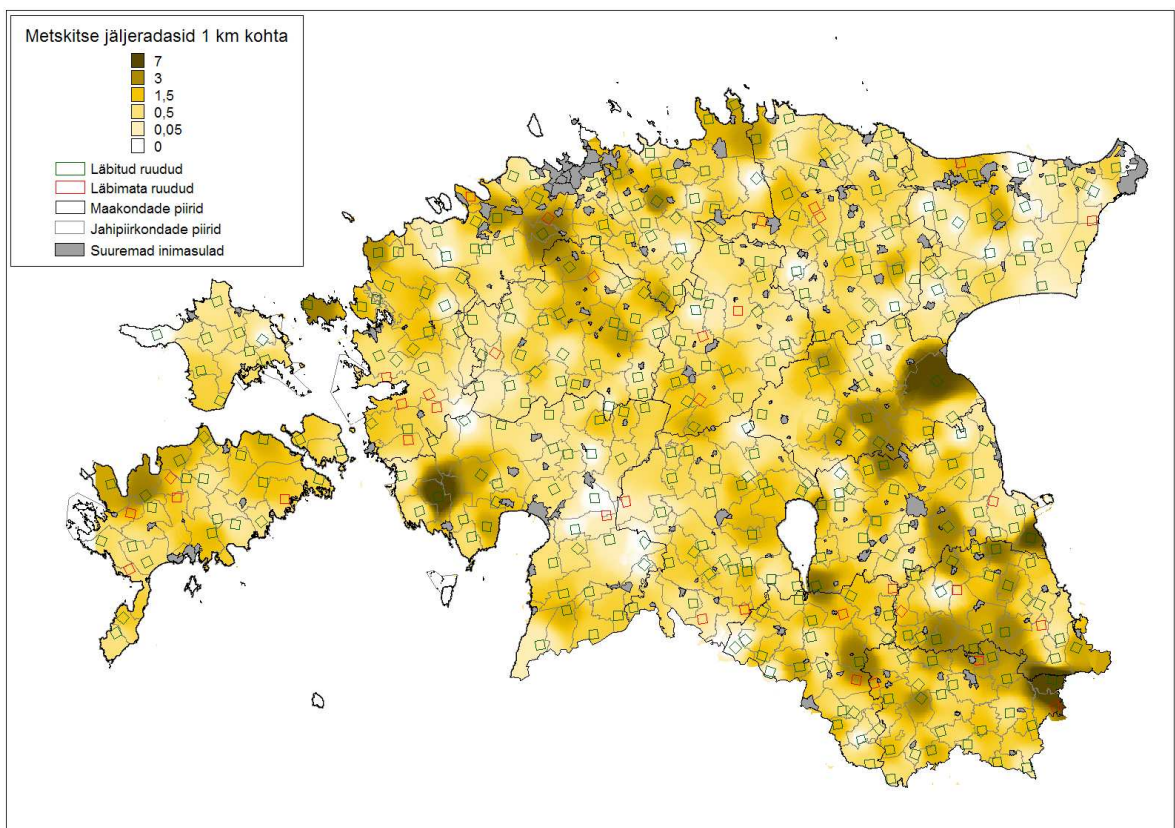 Metskitse jäljeradasid 1 km kohta
7
3
1,5
0,5
0,05
0
Läbitud ruudud
Läbimata ruudud
Maakondade piirid
Jahipiirkondade piirid
Suuremad inimasulad